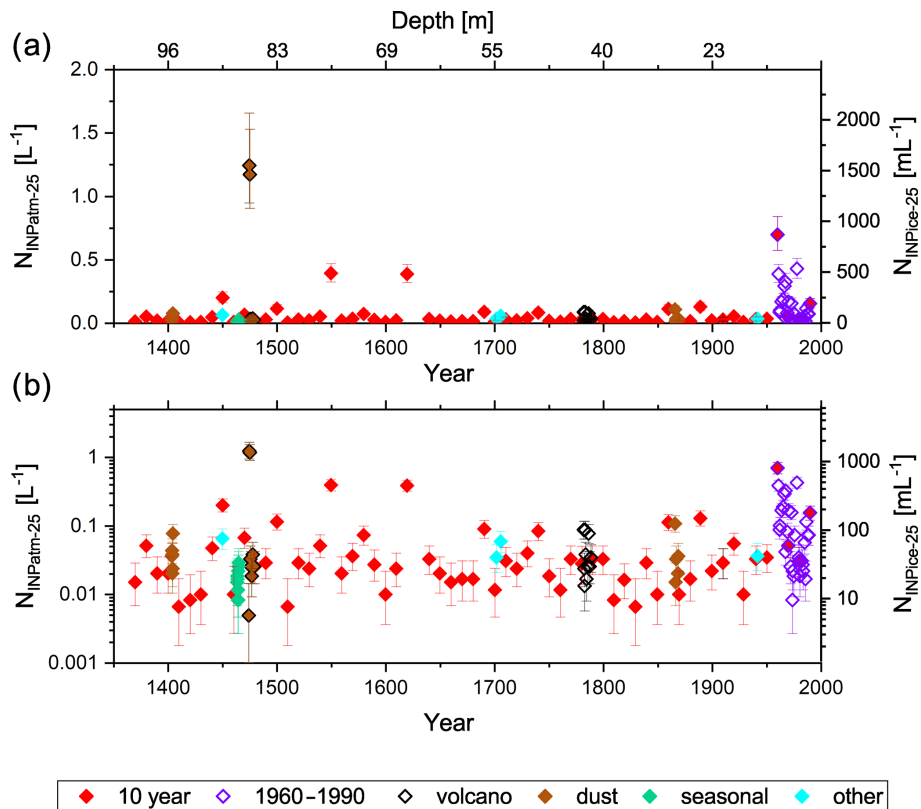 (a)
Depth [m]
96 83 69 55 40 23
2.0
1.5
1.0
0.5
0.0
N_INPatm-25 [L^-1]
2000
1500
1000
500
0
N_INPice-25 [mL^-1]
1400 1500 1600 1700 1800 1900 2000
Year
(b)
1
0.1
0.01
0.001
N_INPatm-25 [L^-1]
1000
100
10
N_INPice-25 [mL^-1]
1400 1500 1600 1700 1800 1900 2000
Year
10 year 1960–1990 volcano dust seasonal other